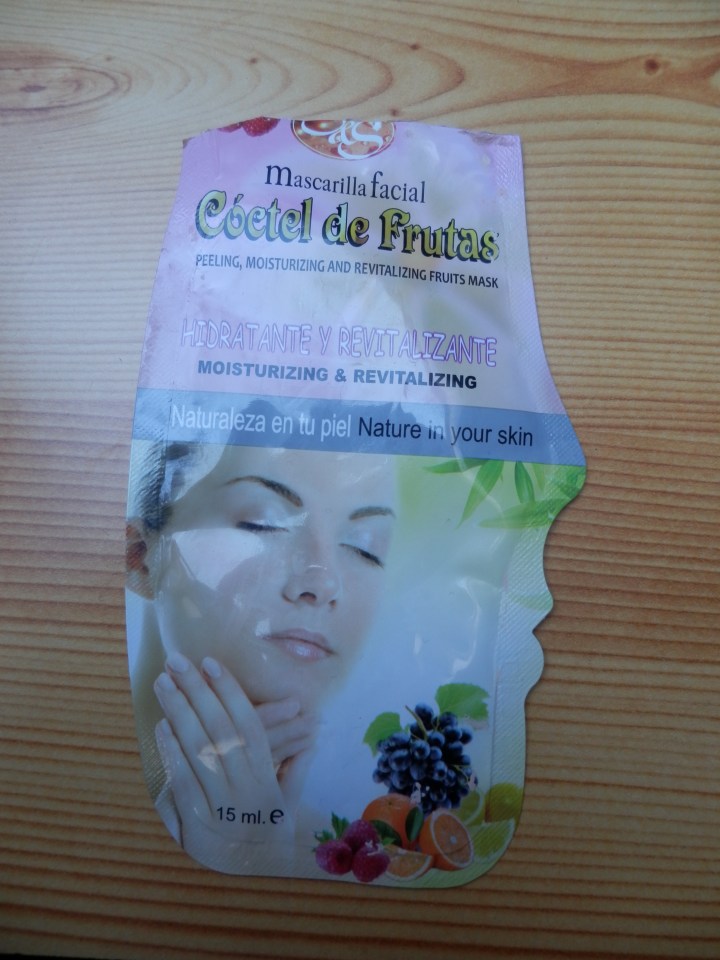 mascarilla facial
Cóctel de Frutas
PEELING, MOISTURIZING AND REVITALIZING FRUITS MASK
HIDRATANTE Y REVITALIZANTE
MOISTURIZING & REVITALIZING
Naturaleza en tu piel Nature in your skin
15 ml. e